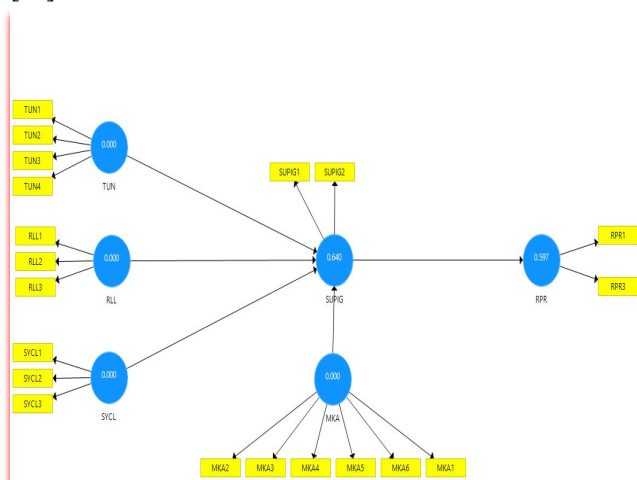 TUN1
TUN2
TUN3
TUN4
0.000
TUN
RLL1
RLL2
RLL3
0.000
RLL
SYCL1
SYCL2
SYCL3
0.000
SYCL
SUPIG1 SUPIG2
0.640
SUPIG
0.597
RPR
RPR1
RPR3
0.000
MKA
MKA2 MKA3 MKA4 MKA5 MKA6 MKA1